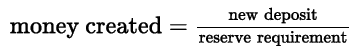 money created = new deposit / reserve requirement